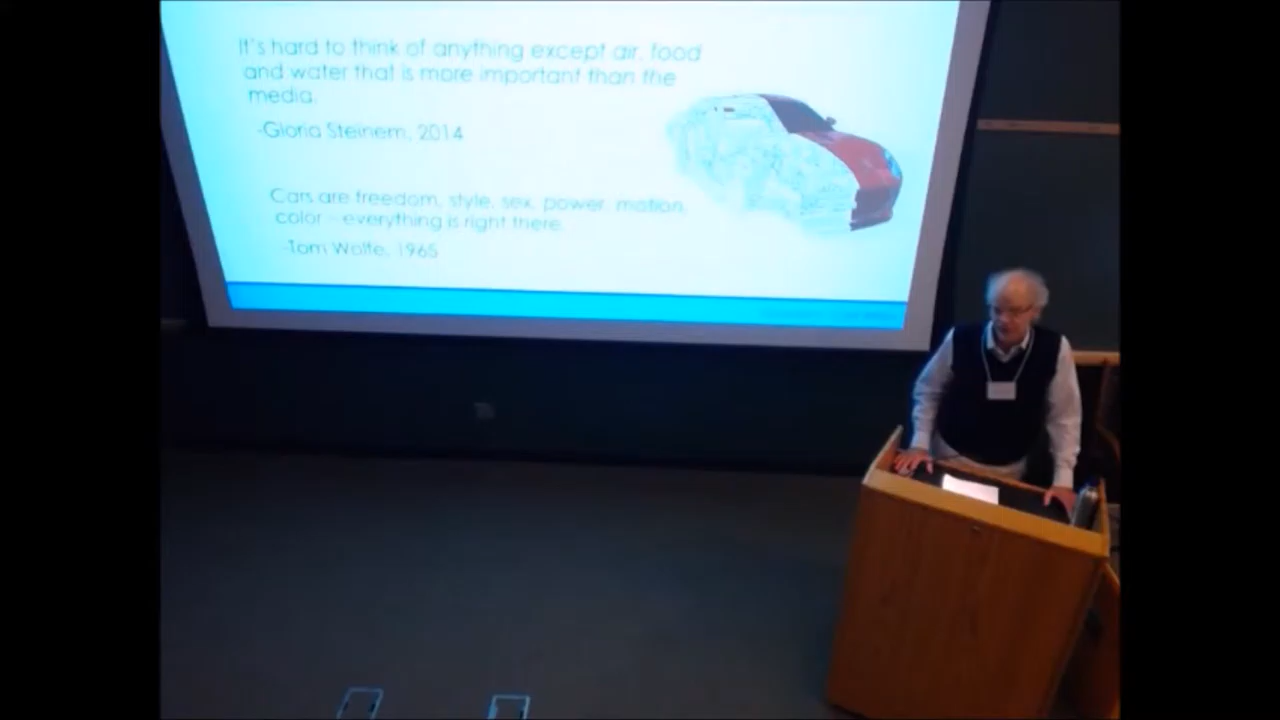 It's hard to think of anything except air, food
and water that is more important than the
media.
-Gloria Steinem, 2014
Cars are freedom, style, sex, power, motion,
color - everything is right there.
-Tom Wolfe, 1965